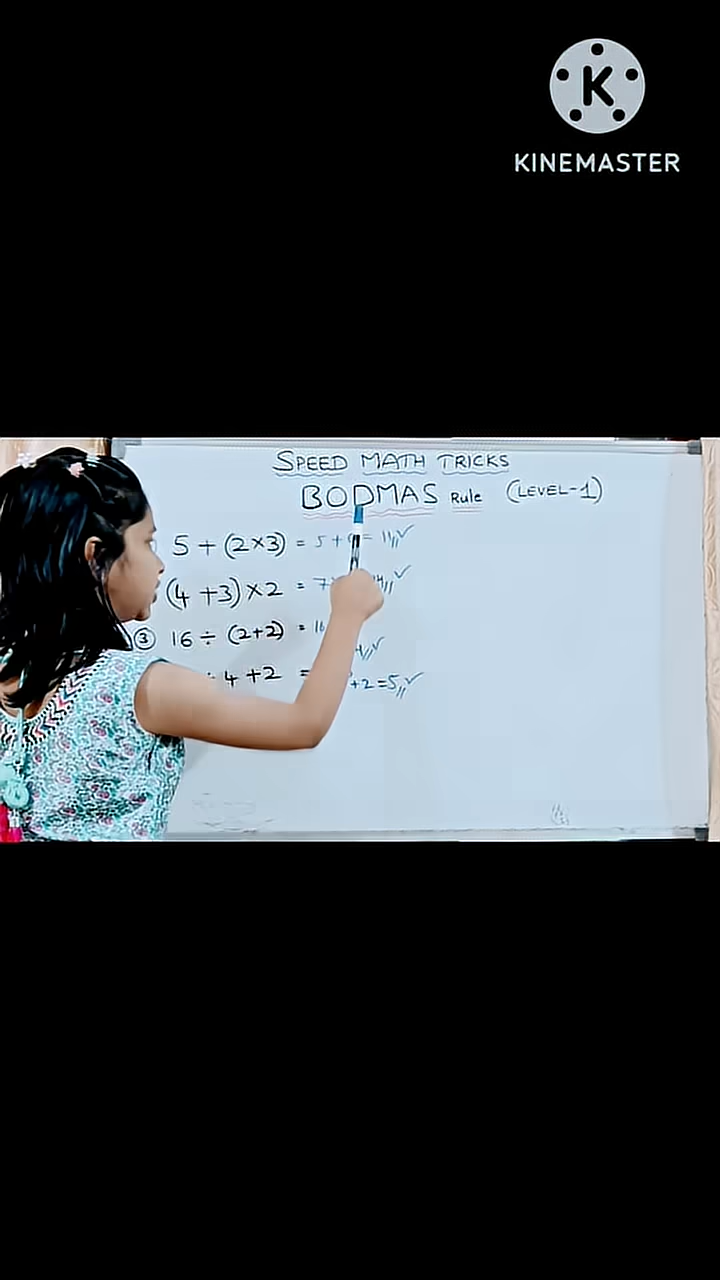 KINEMASTER
SPEED MATH TRICKS
BODMAS Rule (LEVEL-1)
5 + (2×3) = 5 + = 11
(4 +3) ×2 = 7
③ 16 ÷ (2+2) = 16
4 +2 = +2 =5